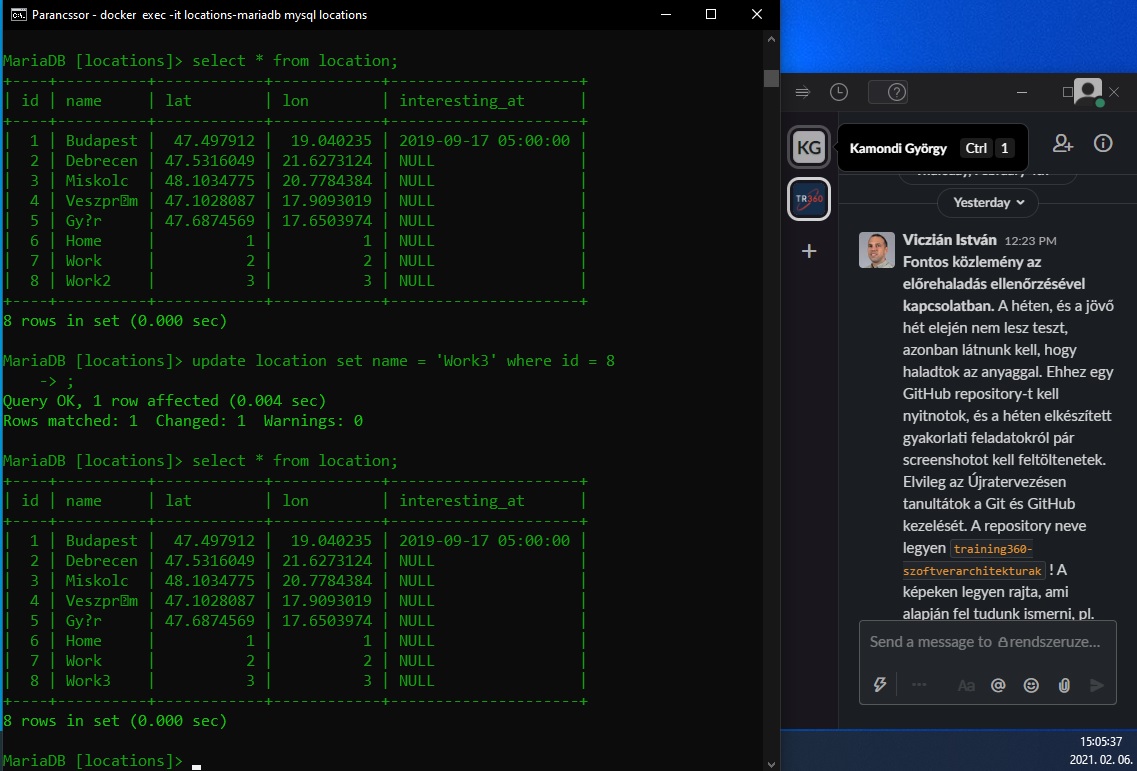 Parancssor - docker exec -it locations-mariadb mysql locations
MariaDB [locations]> select * from location;
+----+----------+------------+------------+---------------------+
| id | name | lat | lon | interesting_at |
+----+----------+------------+------------+---------------------+
| 1 | Budapest | 47.497912 | 19.040235 | 2019-09-17 05:00:00 |
| 2 | Debrecen | 47.5316049 | 21.6273124 | NULL |
| 3 | Miskolc | 48.1034775 | 20.7784384 | NULL |
| 4 | Veszpr�m | 47.1028087 | 17.9093019 | NULL |
| 5 | Gy?r | 47.6874569 | 17.6503974 | NULL |
| 6 | Home | 1 | 1 | NULL |
| 7 | Work | 2 | 2 | NULL |
| 8 | Work2 | 3 | 3 | NULL |
+----+----------+------------+------------+---------------------+
8 rows in set (0.000 sec)
MariaDB [locations]> update location set name = 'Work3' where id = 8
-> ;
Query OK, 1 row affected (0.004 sec)
Rows matched: 1 Changed: 1 Warnings: 0
MariaDB [locations]> select * from location;
+----+----------+------------+------------+---------------------+
| id | name | lat | lon | interesting_at |
+----+----------+------------+------------+---------------------+
| 1 | Budapest | 47.497912 | 19.040235 | 2019-09-17 05:00:00 |
| 2 | Debrecen | 47.5316049 | 21.6273124 | NULL |
| 3 | Miskolc | 48.1034775 | 20.7784384 | NULL |
| 4 | Veszpr�m | 47.1028087 | 17.9093019 | NULL |
| 5 | Gy?r | 47.6874569 | 17.6503974 | NULL |
| 6 | Home | 1 | 1 | NULL |
| 7 | Work | 2 | 2 | NULL |
| 8 | Work3 | 3 | 3 | NULL |
+----+----------+------------+------------+---------------------+
8 rows in set (0.000 sec)
MariaDB [locations]>
KG
Kamondi György Ctrl 1
TR360
Yesterday
Viczián István 12:23 PM
Fontos közlemény az
előrehaladás ellenőrzésével
kapcsolatban. A héten, és a jövő
hét elején nem lesz teszt,
azonban látnunk kell, hogy
haladtok az anyaggal. Ehhez egy
GitHub repository-t kell
nyitnotok, és a héten elkészített
gyakorlati feladatokról pár
screenshotot kell feltöltenetek.
Elvileg az Újratervezésen
tanultátok a Git és GitHub
kezelését. A repository neve
legyen training360-
szoftverarchitekturak ! A
képeken legyen rajta, ami
alapján fel tudunk ismerni, pl.
Send a message to rendszeruze...
Aa
15:05:37
2021. 02. 06.